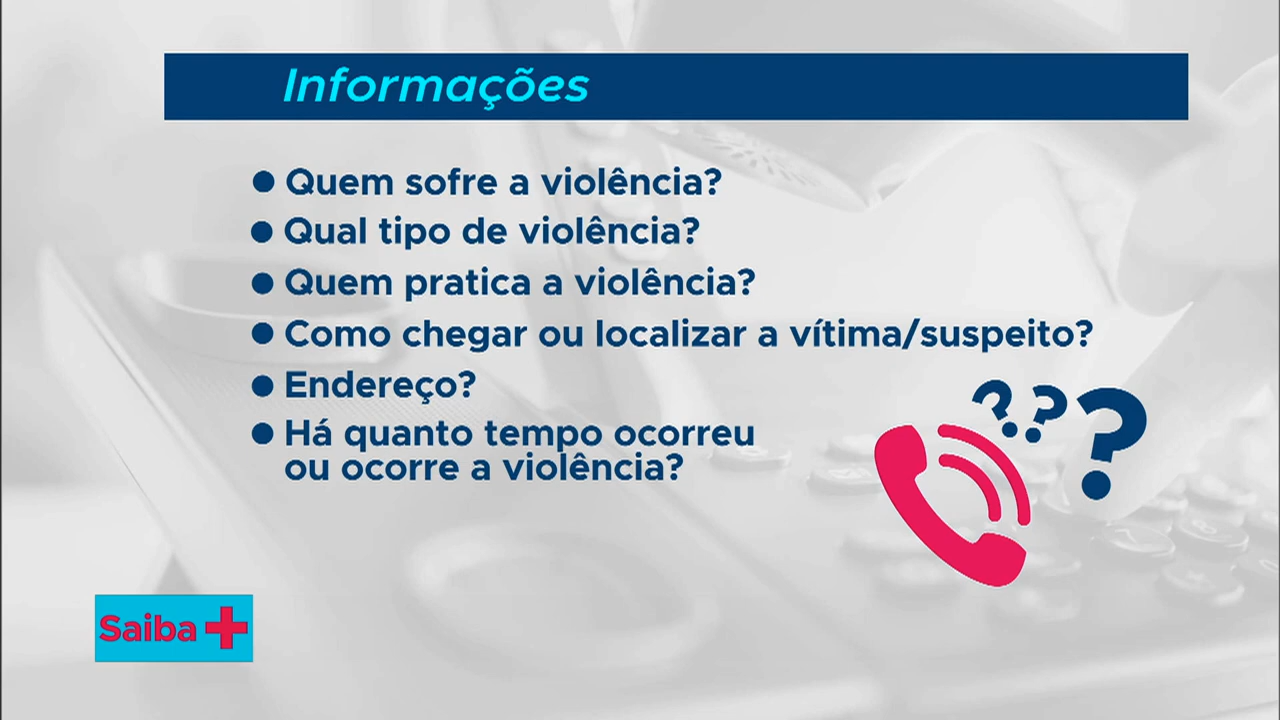 Informações
Quem sofre a violência?
Qual tipo de violência?
Quem pratica a violência?
Como chegar ou localizar a vítima/suspeito?
Endereço?
Há quanto tempo ocorreu
ou ocorre a violência?
???
Saiba+